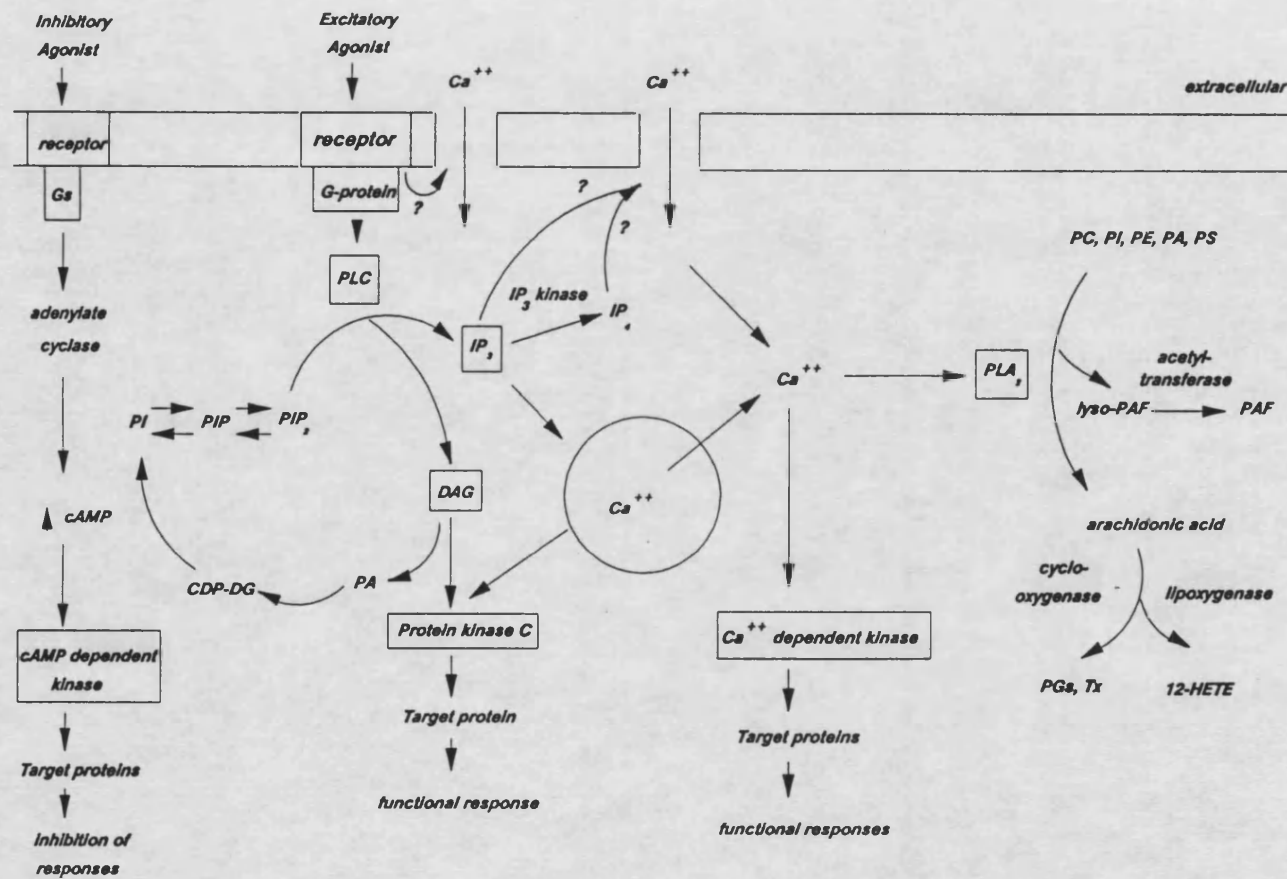 Inhibitory
Agonist
Excitatory
Agonist
Ca++
Ca++
extracellular
receptor
receptor
Gs
G-protein
?
?
?
PC, PI, PE, PA, PS
PLC
adenylate
cyclase
IP3 kinase
IP4
IP3
Ca++
PLA2
acetyl-
transferase
lyso-PAF
PAF
PI
PIP
PIP2
DAG
Ca++
cAMP
arachidonic acid
CDP-DG
PA
cyclo-
oxygenase
lipoxygenase
Protein kinase C
Ca++ dependent kinase
cAMP dependent
kinase
PGs, Tx
12-HETE
Target protein
Target proteins
Target proteins
functional response
functional responses
Inhibition of
responses